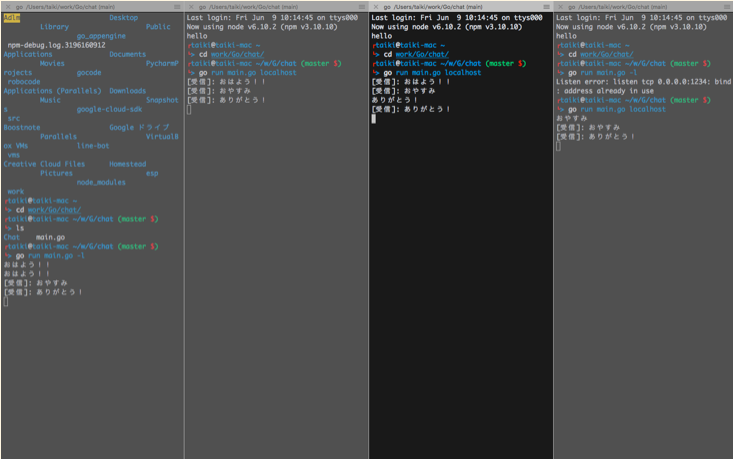 go /Users/taiki/work/Go/chat (main)
Adlm Desktop
Library Public
go_appengine
npm-debug.log.3196160912
Applications Documents
Movies PycharmP
rojects gocode
robocode
Applications (Parallels) Downloads
Music Snapshot
s google-cloud-sdk
src
Boostnote Google ドライブ
Parallels VirtualB
ox VMs line-bot
vms
Creative Cloud Files Homestead
Pictures esp
node_modules
work
taiki@taiki-mac ~
cd work/Go/chat/
taiki@taiki-mac ~/W/G/chat (master $)
ls
Chat main.go
taiki@taiki-mac ~/W/G/chat (master $)
go run main.go -l
おはよう！！
おはよう！！
[受信]: おやすみ
[受信]: ありがとう！
go /Users/taiki/work/Go/chat (main)
Last login: Fri Jun 9 10:14:45 on ttys000
Now using node v6.10.2 (npm v3.10.10)
hello
taiki@taiki-mac ~
cd work/Go/chat/
taiki@taiki-mac ~/W/G/chat (master $)
go run main.go localhost
[受信]: おはよう！！
[受信]: おやすみ
[受信]: ありがとう！
go /Users/taiki/work/Go/chat (main)
Last login: Fri Jun 9 10:14:45 on ttys000
Now using node v6.10.2 (npm v3.10.10)
hello
taiki@taiki-mac ~
cd work/Go/chat/
taiki@taiki-mac ~/W/G/chat (master $)
go run main.go localhost
[受信]: おはよう！！
[受信]: おやすみ
ありがとう！
[受信]: ありがとう！
go /Users/taiki/work/Go/chat (main)
Last login: Fri Jun 9 10:14:45 on ttys000
Now using node v6.10.2 (npm v3.10.10)
hello
taiki@taiki-mac ~
cd work/Go/chat/
taiki@taiki-mac ~/W/G/chat (master $)
go run main.go -l
Listen error: listen tcp 0.0.0.0:1234: bind
: address already in use
taiki@taiki-mac ~/W/G/chat (master $)
go run main.go localhost
おやすみ
[受信]: おやすみ
[受信]: ありがとう！